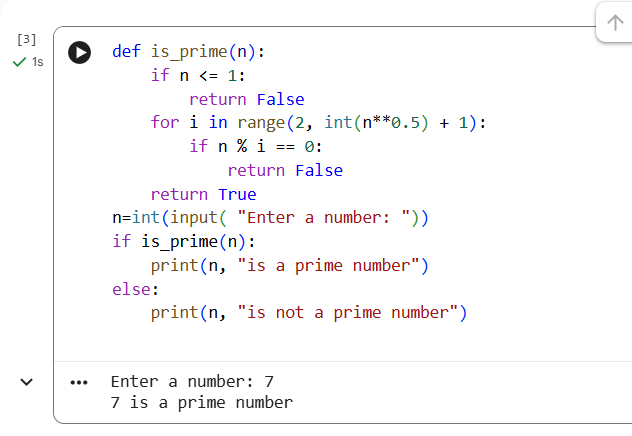 [3]
✓ 1s
def is_prime(n):
    if n <= 1:
        return False
    for i in range(2, int(n**0.5) + 1):
        if n % i == 0:
            return False
    return True
n=int(input( "Enter a number: "))
if is_prime(n):
    print(n, "is a prime number")
else:
    print(n, "is not a prime number")
Enter a number: 7
7 is a prime number